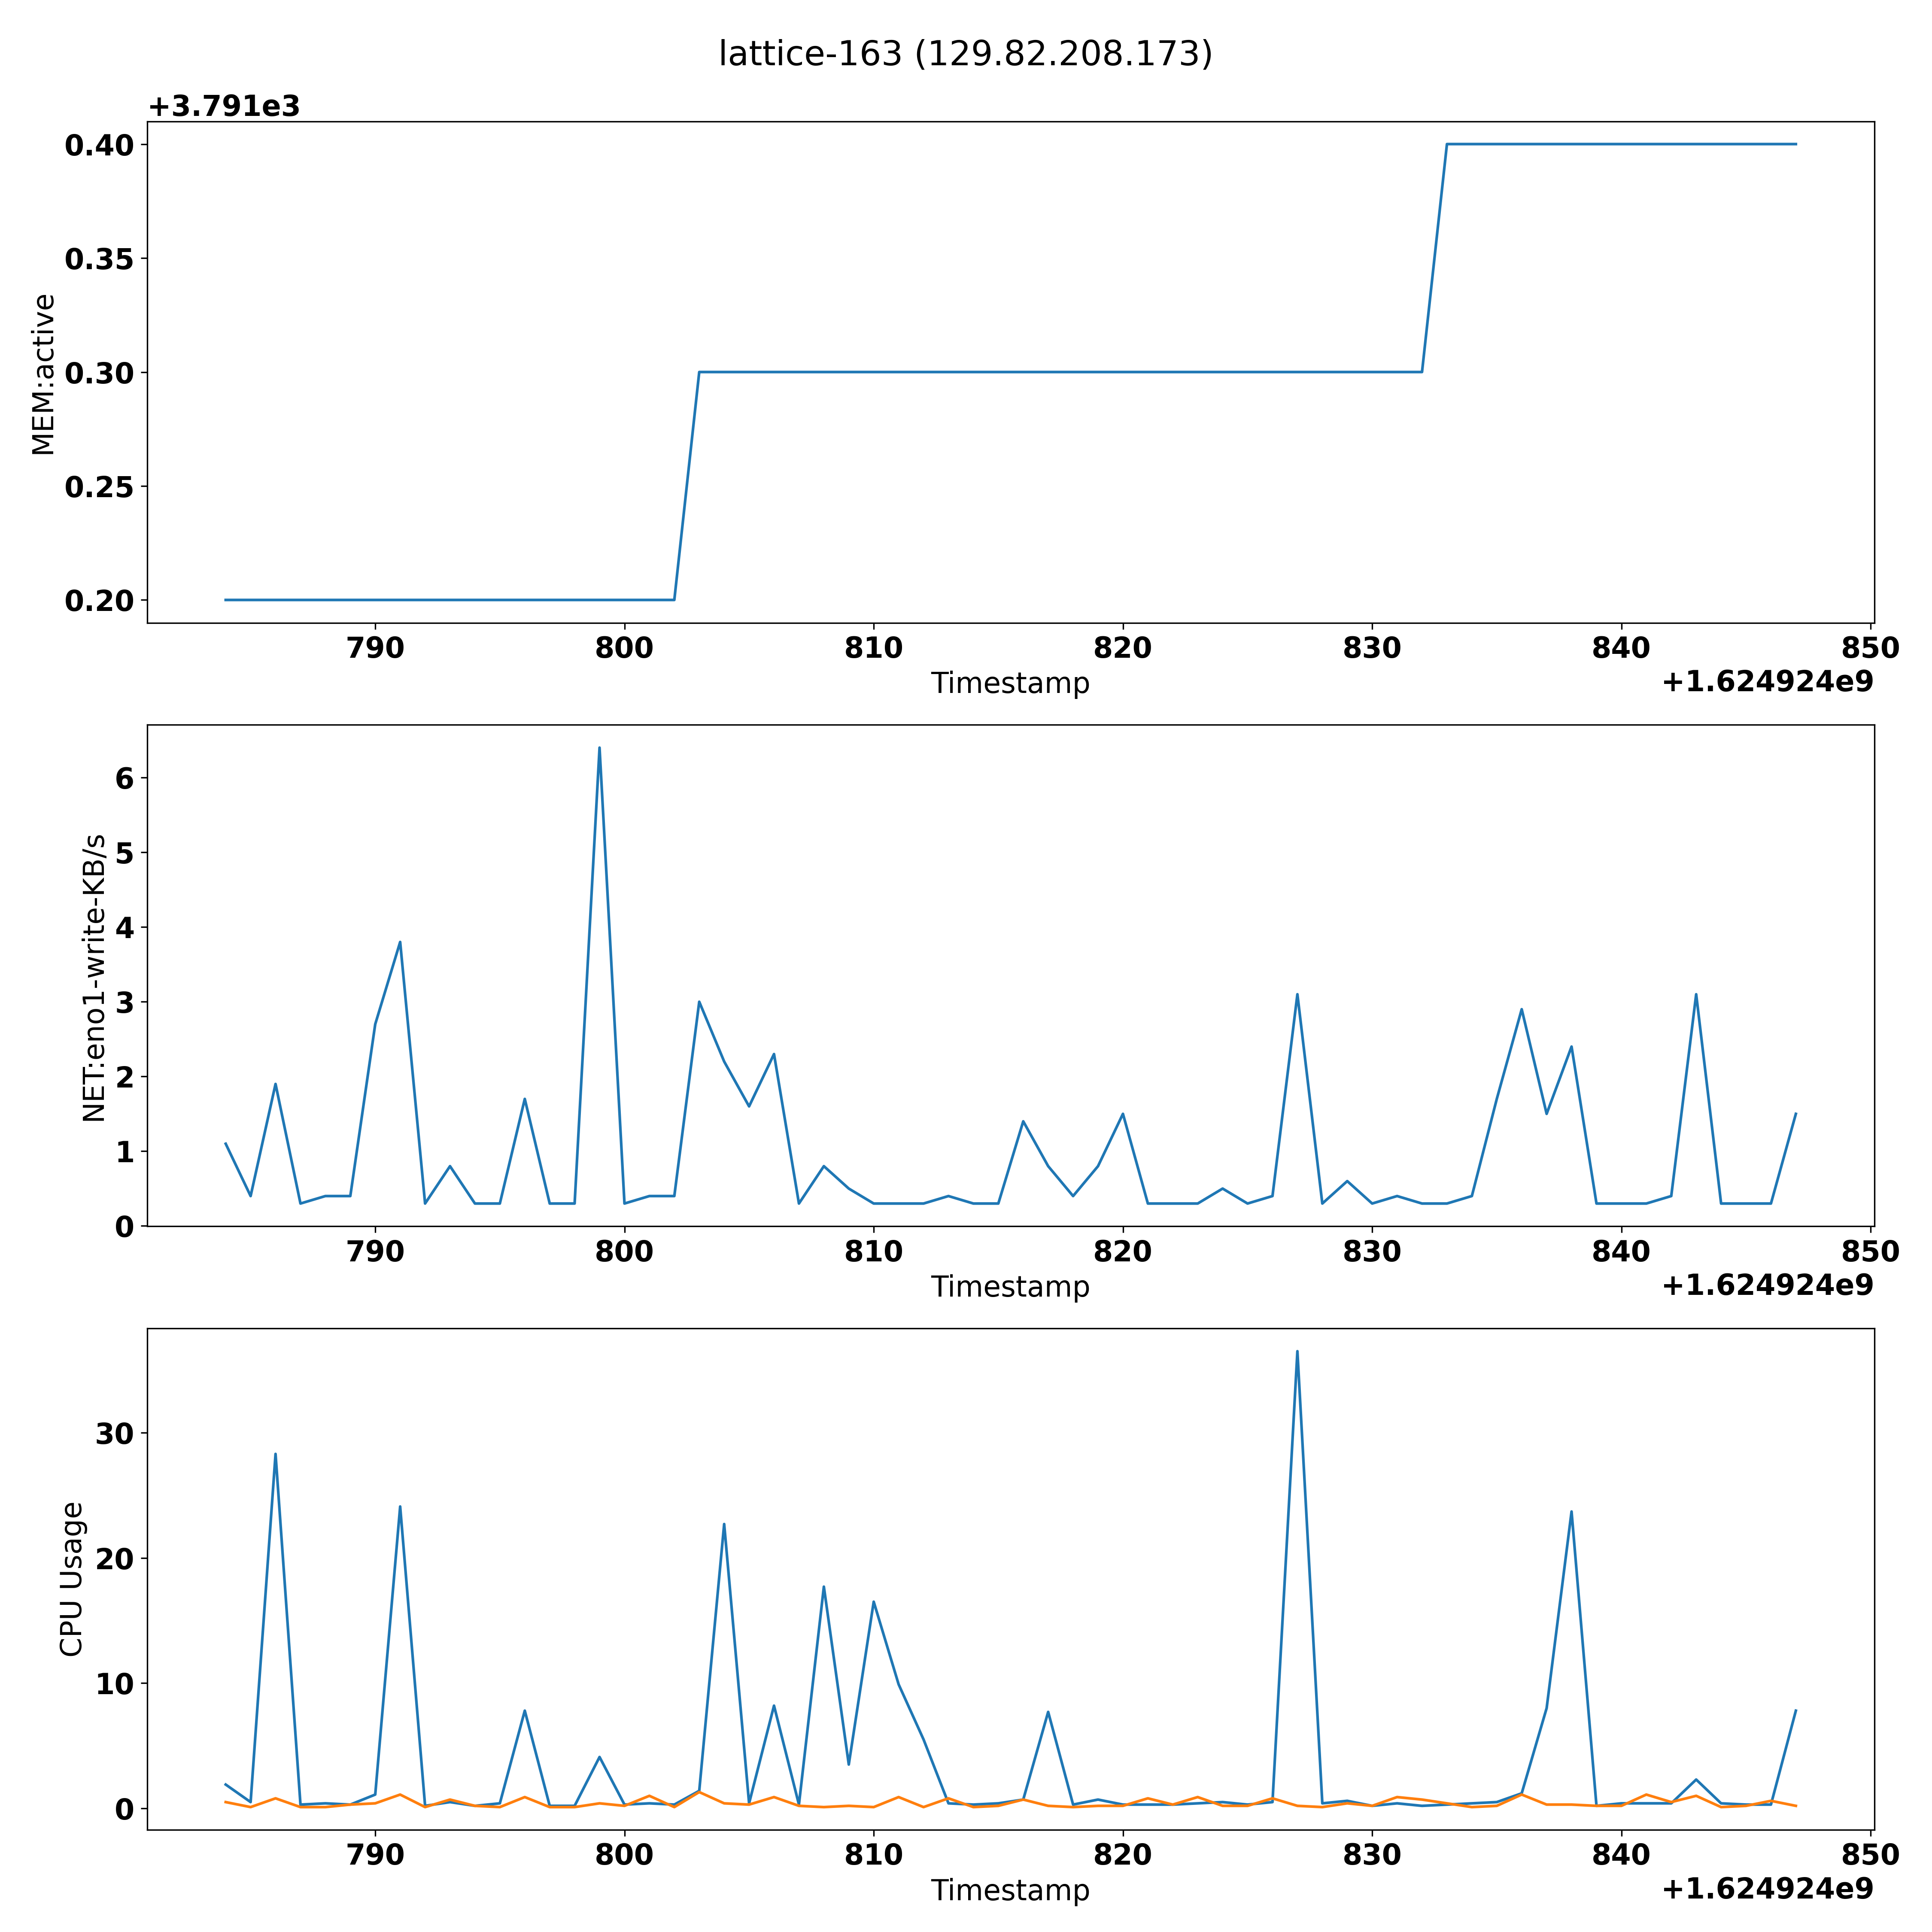 lattice-163 (129.82.208.173)
+3.791e3
0.40
0.35
0.30
0.25
0.20
MEM:active
790 800 810 820 830 840 850
Timestamp
+1.624924e9
6
5
4
3
2
1
0
NET:eno1-write-KB/s
790 800 810 820 830 840 850
Timestamp
+1.624924e9
30
20
10
0
CPU Usage
790 800 810 820 830 840 850
Timestamp
+1.624924e9